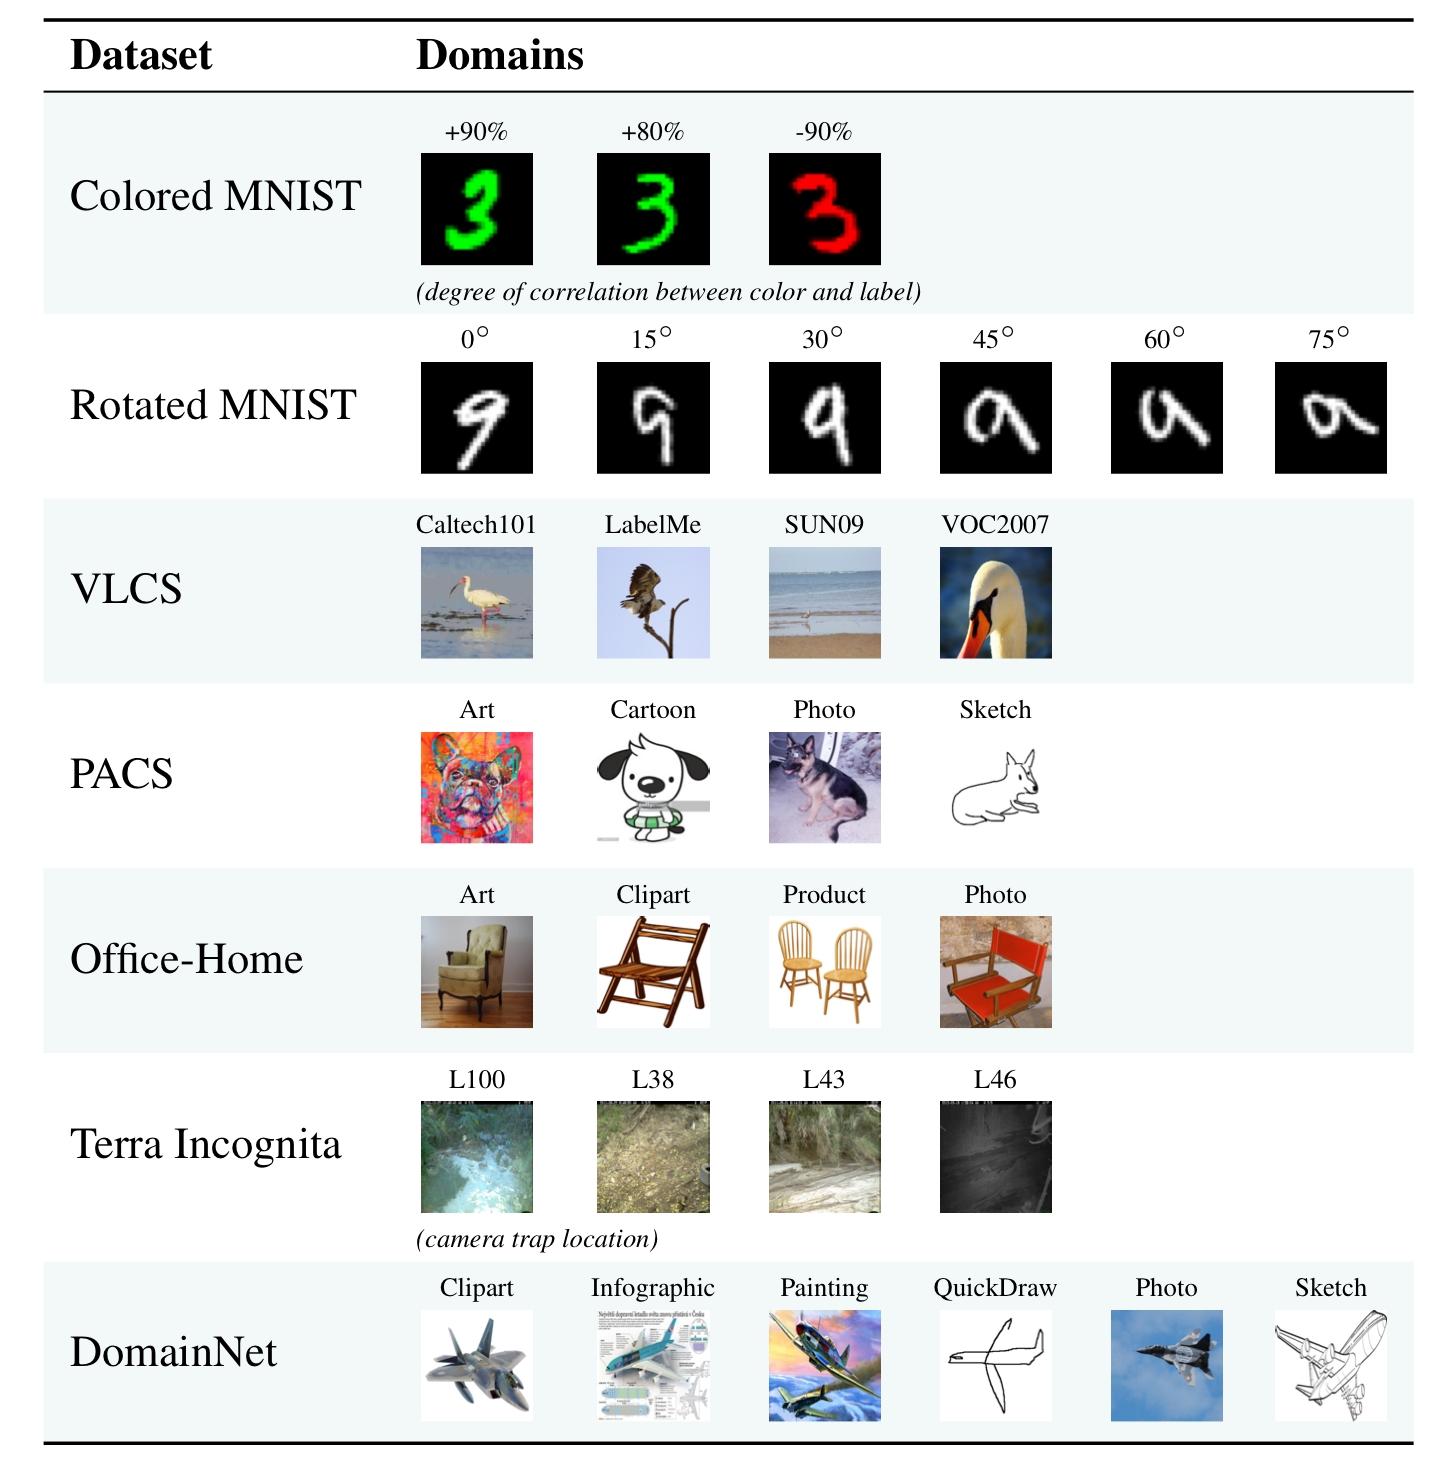 Dataset Domains
+90% +80% -90%
Colored MNIST
(degree of correlation between color and label)
0° 15° 30° 45° 60° 75°
Rotated MNIST
Caltech101 LabelMe SUN09 VOC2007
VLCS
Art Cartoon Photo Sketch
PACS
Art Clipart Product Photo
Office-Home
L100 L38 L43 L46
Terra Incognita
(camera trap location)
Clipart Infographic Painting QuickDraw Photo Sketch
DomainNet